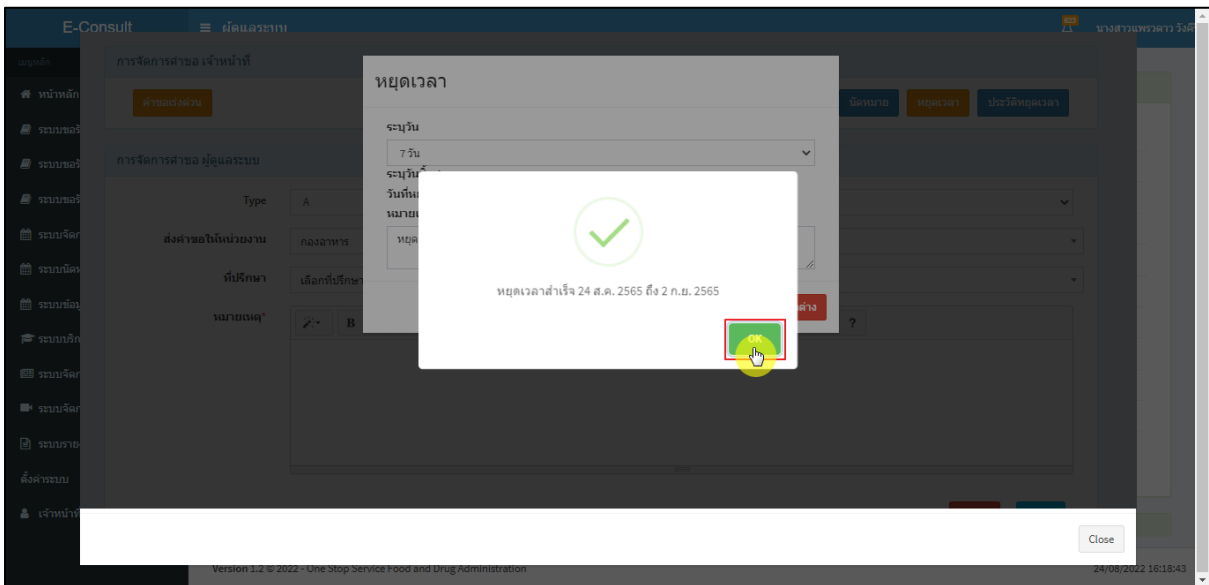 E-Consult
ผู้ดูแลระบบ
623
นางสาวแพรวดาว วังคี
เมนูหลัก
การจัดการคำขอ เจ้าหน้าที่
หยุดเวลา
หน้าหลัก
คำขอเร่งด่วน
นัดหมาย
หยุดเวลา
ประวัติหยุดเวลา
ระบุวัน
ระบบขอรั
7 วัน
ระบบขอรั
การจัดการคำขอ ผู้ดูแลระบบ
ระบบขอรั
Type
A
ระบบจัดก
ส่งคำขอให้หน่วยงาน
กองอาหาร
หยุด
ระบบนัดห
ที่ปรึกษา
เลือกที่ปรึกษา
หยุดเวลาสำเร็จ 24 ส.ค. 2565 ถึง 2 ก.ย. 2565
ระบบข้อมู
หมายเหตุ*
B
?
OK
ระบบจัดก
ระบบจัดก
ระบบราย
ตั้งค่าระบบ
เจ้าหน้าที่
Close
Version 1.2 © 2022 - One Stop Service Food and Drug Administration
24/08/2022 16:18:43